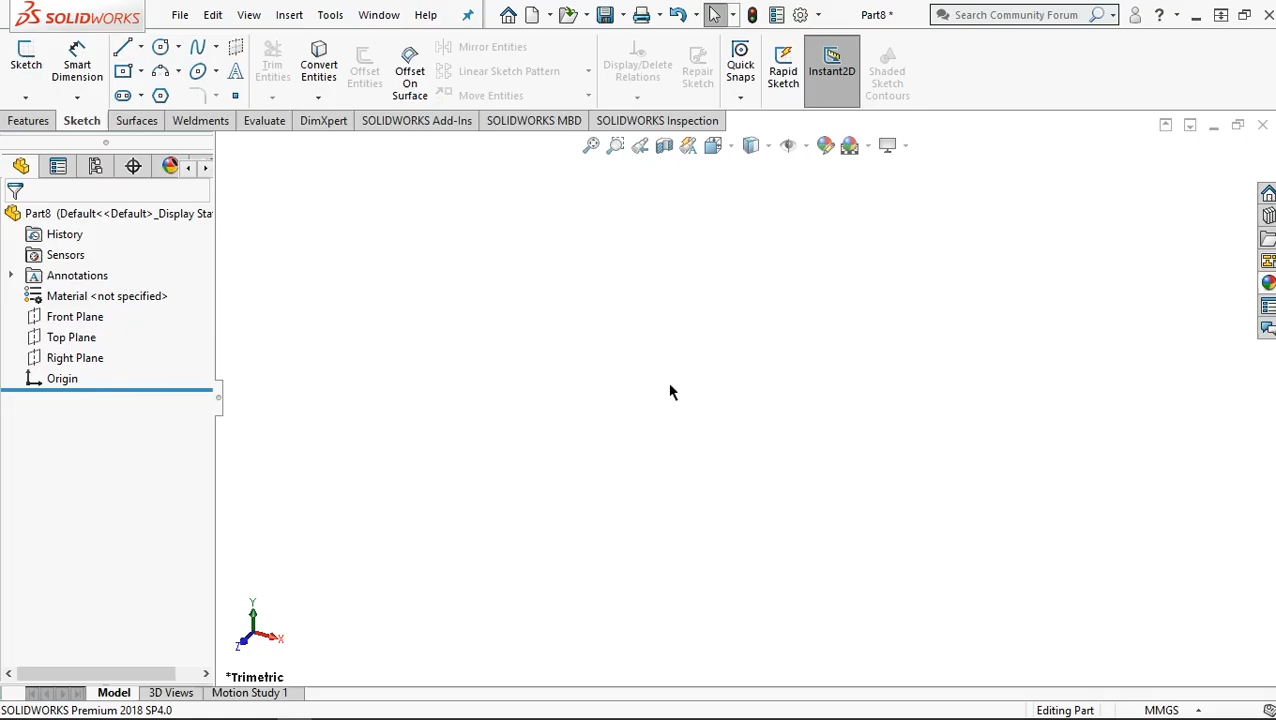 SOLIDWORKS File Edit View Insert Tools Window Help Part8 * Search Community Forum ?
Sketch Smart Dimension Trim Entities Convert Entities Offset Entities Offset On Surface Mirror Entities Linear Sketch Pattern Move Entities Display/Delete Relations Repair Sketch Quick Snaps Rapid Sketch Instant2D Shaded Sketch Contours
Features Sketch Surfaces Weldments Evaluate DimXpert SOLIDWORKS Add-Ins SOLIDWORKS MBD SOLIDWORKS Inspection
Part8 (Default<<Default>_Display Sta
History
Sensors
A Annotations
Material <not specified>
Front Plane
Top Plane
Right Plane
Origin
Y
X
Z
*Trimetric
Model 3D Views Motion Study 1
SOLIDWORKS Premium 2018 SP4.0 Editing Part MMGS